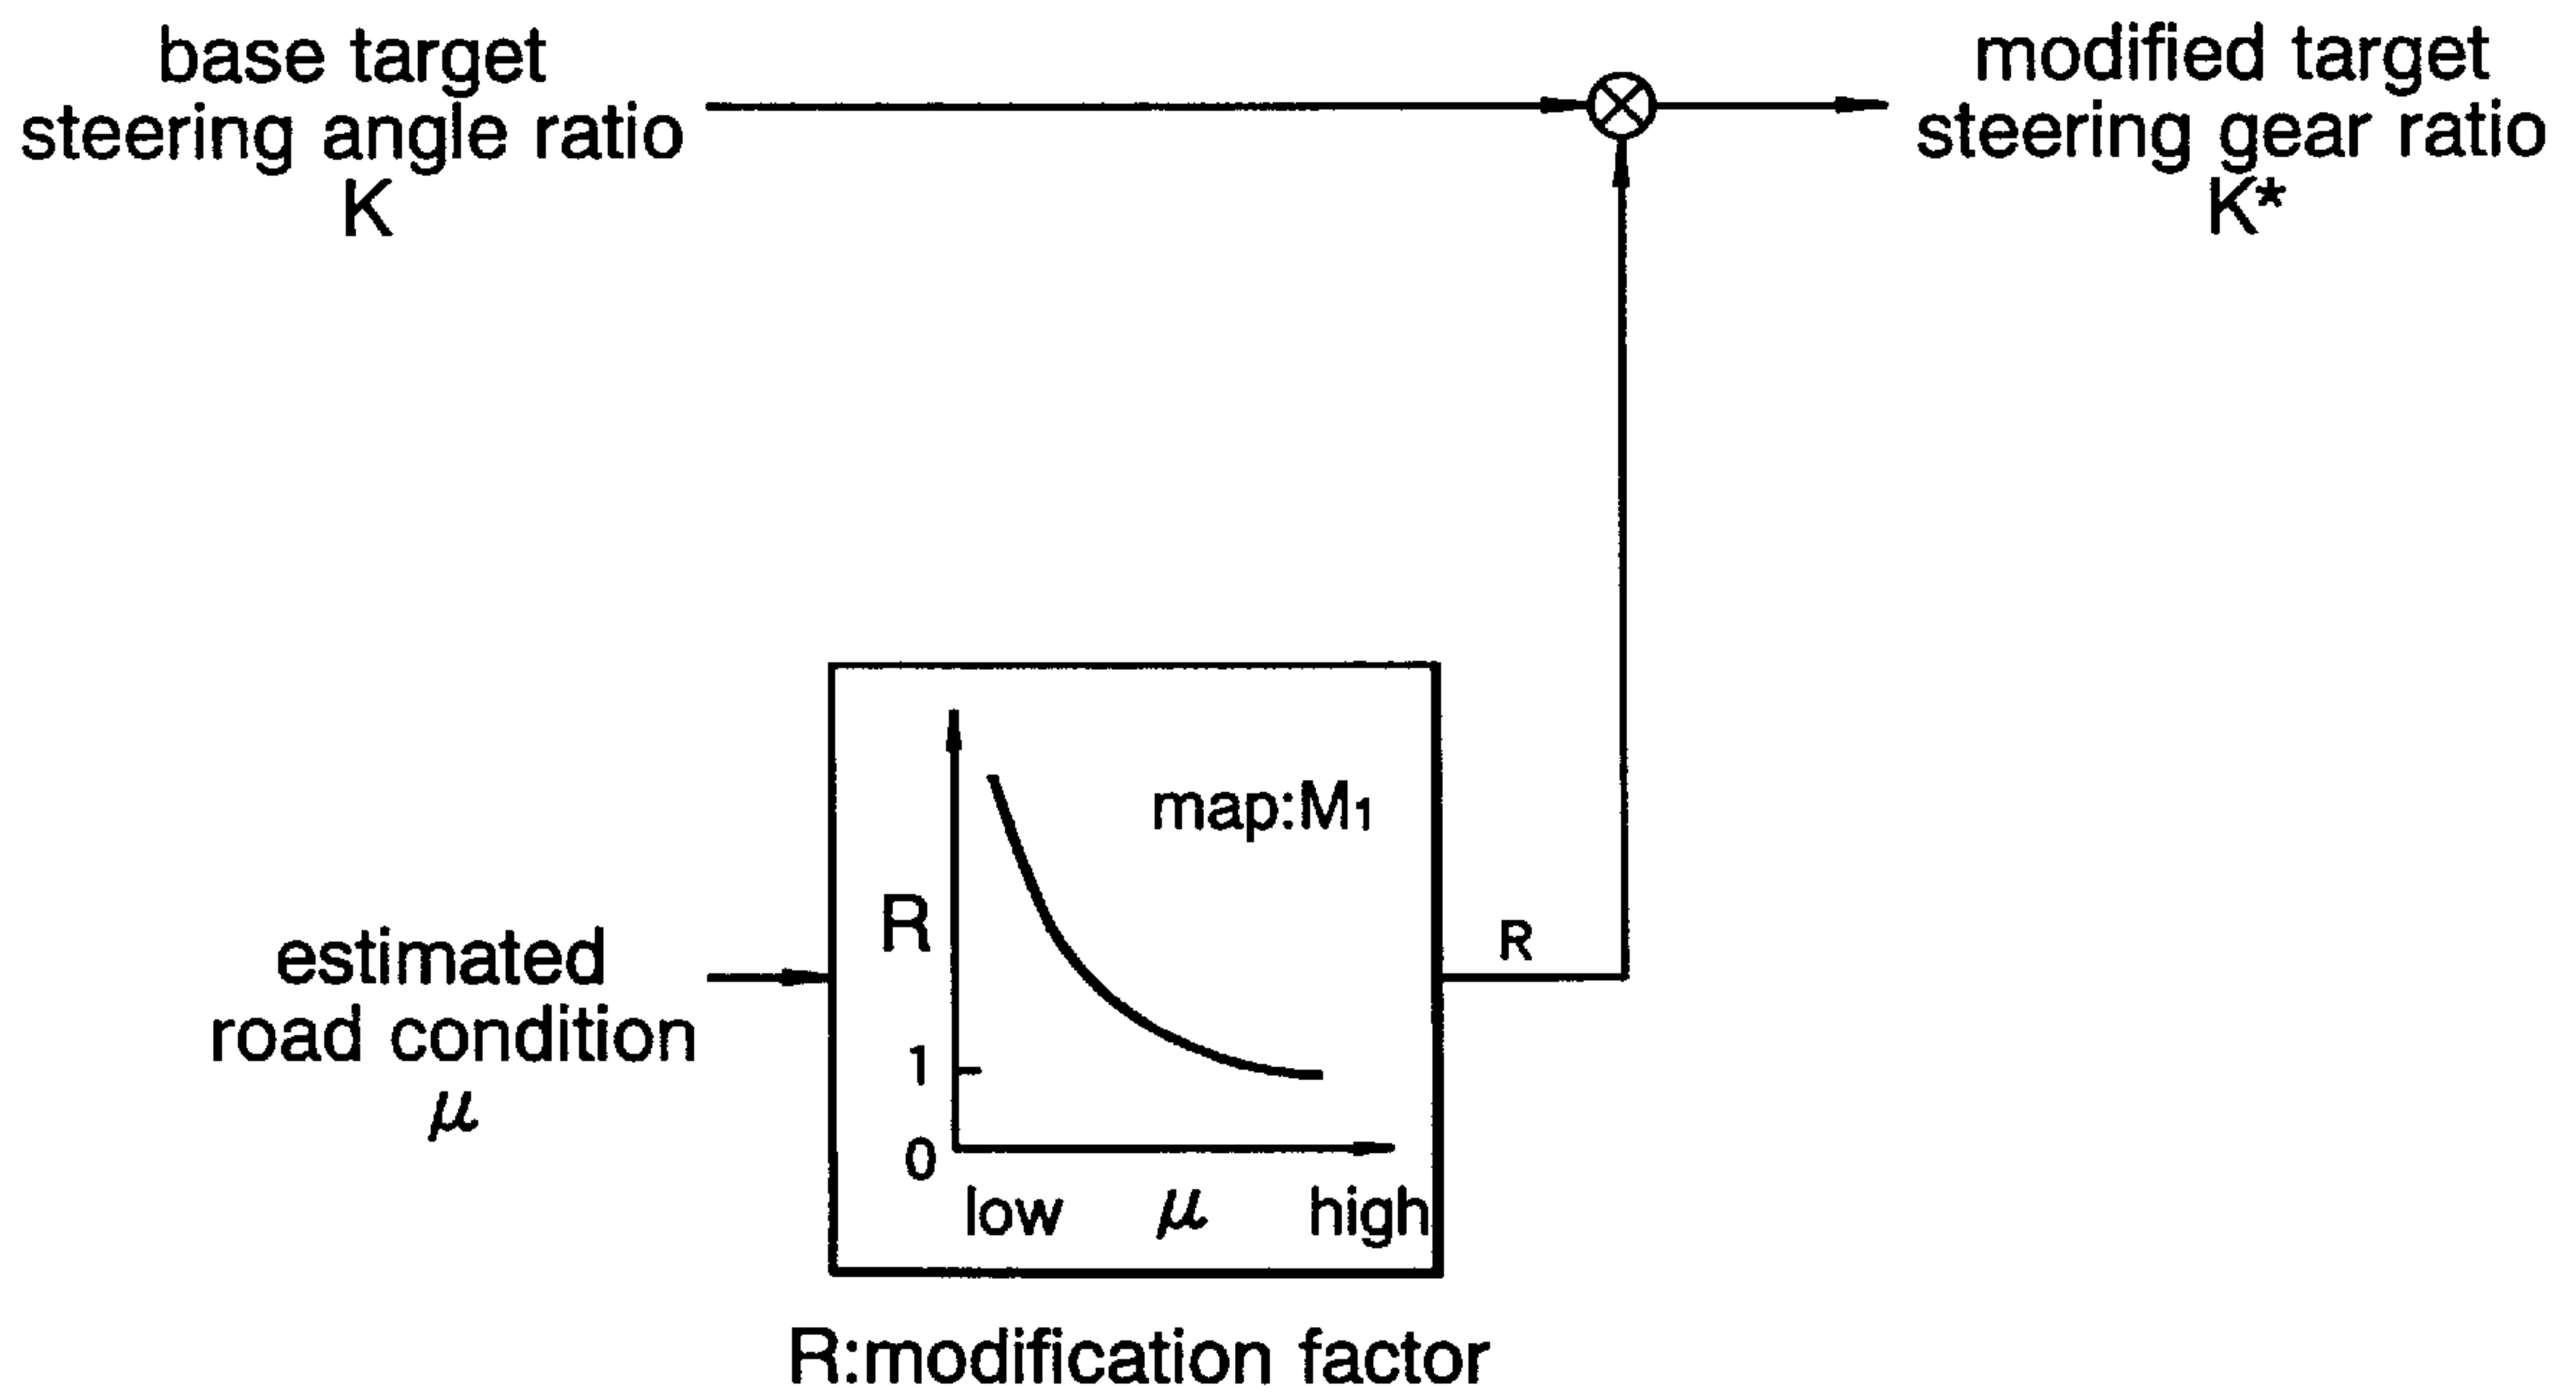 base target
steering angle ratio
K
modified target
steering gear ratio
K*
map:M1
R
R
estimated
road condition
μ
1
0
low μ high
R:modification factor